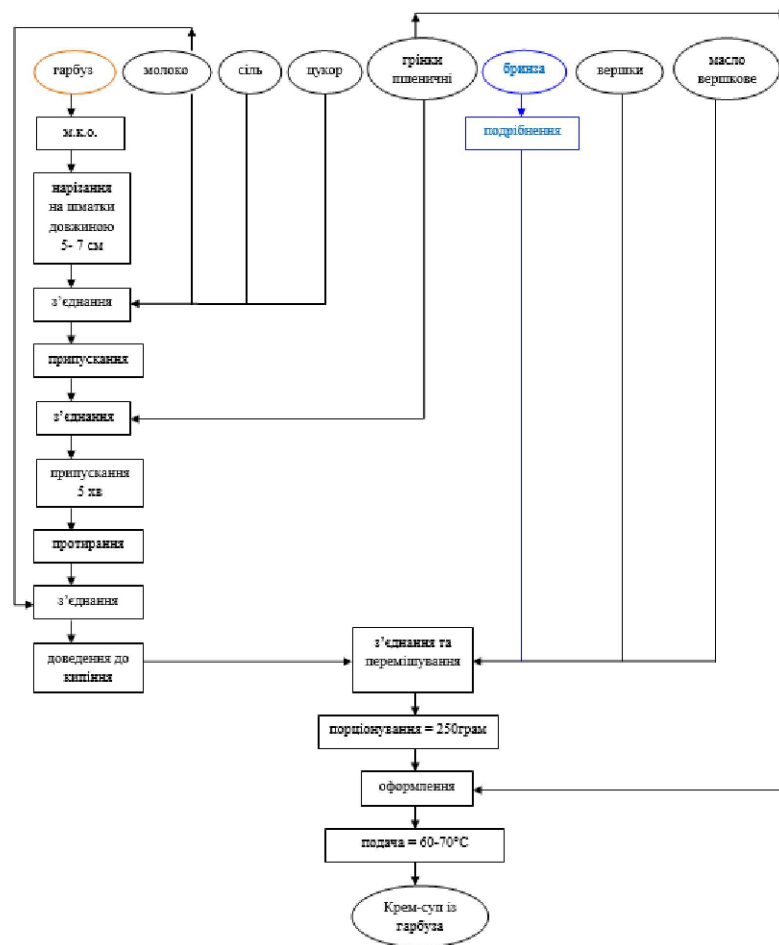 гарбуз
молоко
сіль
цукор
грінки
пшеничні
бринза
вершки
масло
вершкове
м.к.о.
подрібнення
нарізання
на шматки
довжиною
5- 7 см
з’єднання
припускання
з’єднання
припускання
5 хв
протирання
з’єднання
доведення до
кипіння
з’єднання та
перемішування
порціонування = 250грам
оформлення
подача = 60-70°С
Крем-суп із
гарбуза